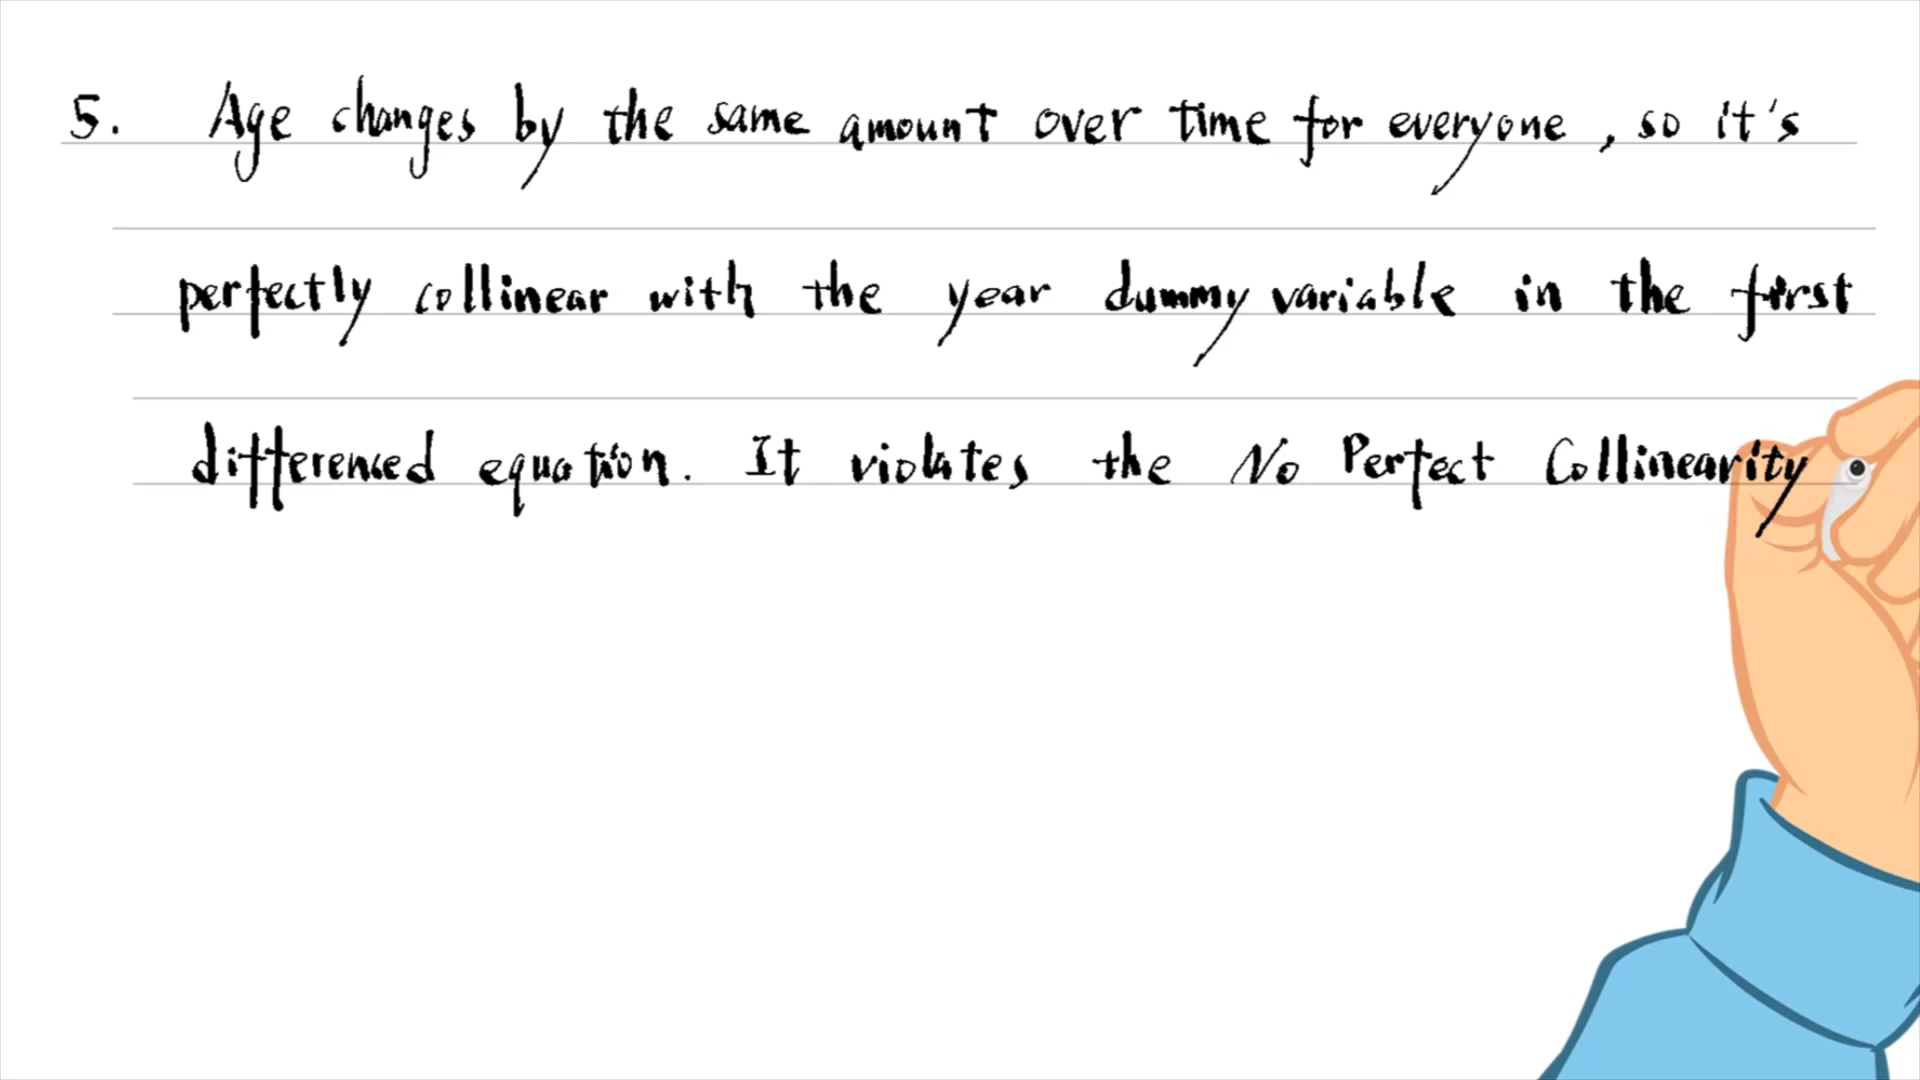 5. Age changes by the same amount over time for everyone, so it's
perfectly collinear with the year dummy variable in the first
differenced equation. It violates the No Perfect Collinearity